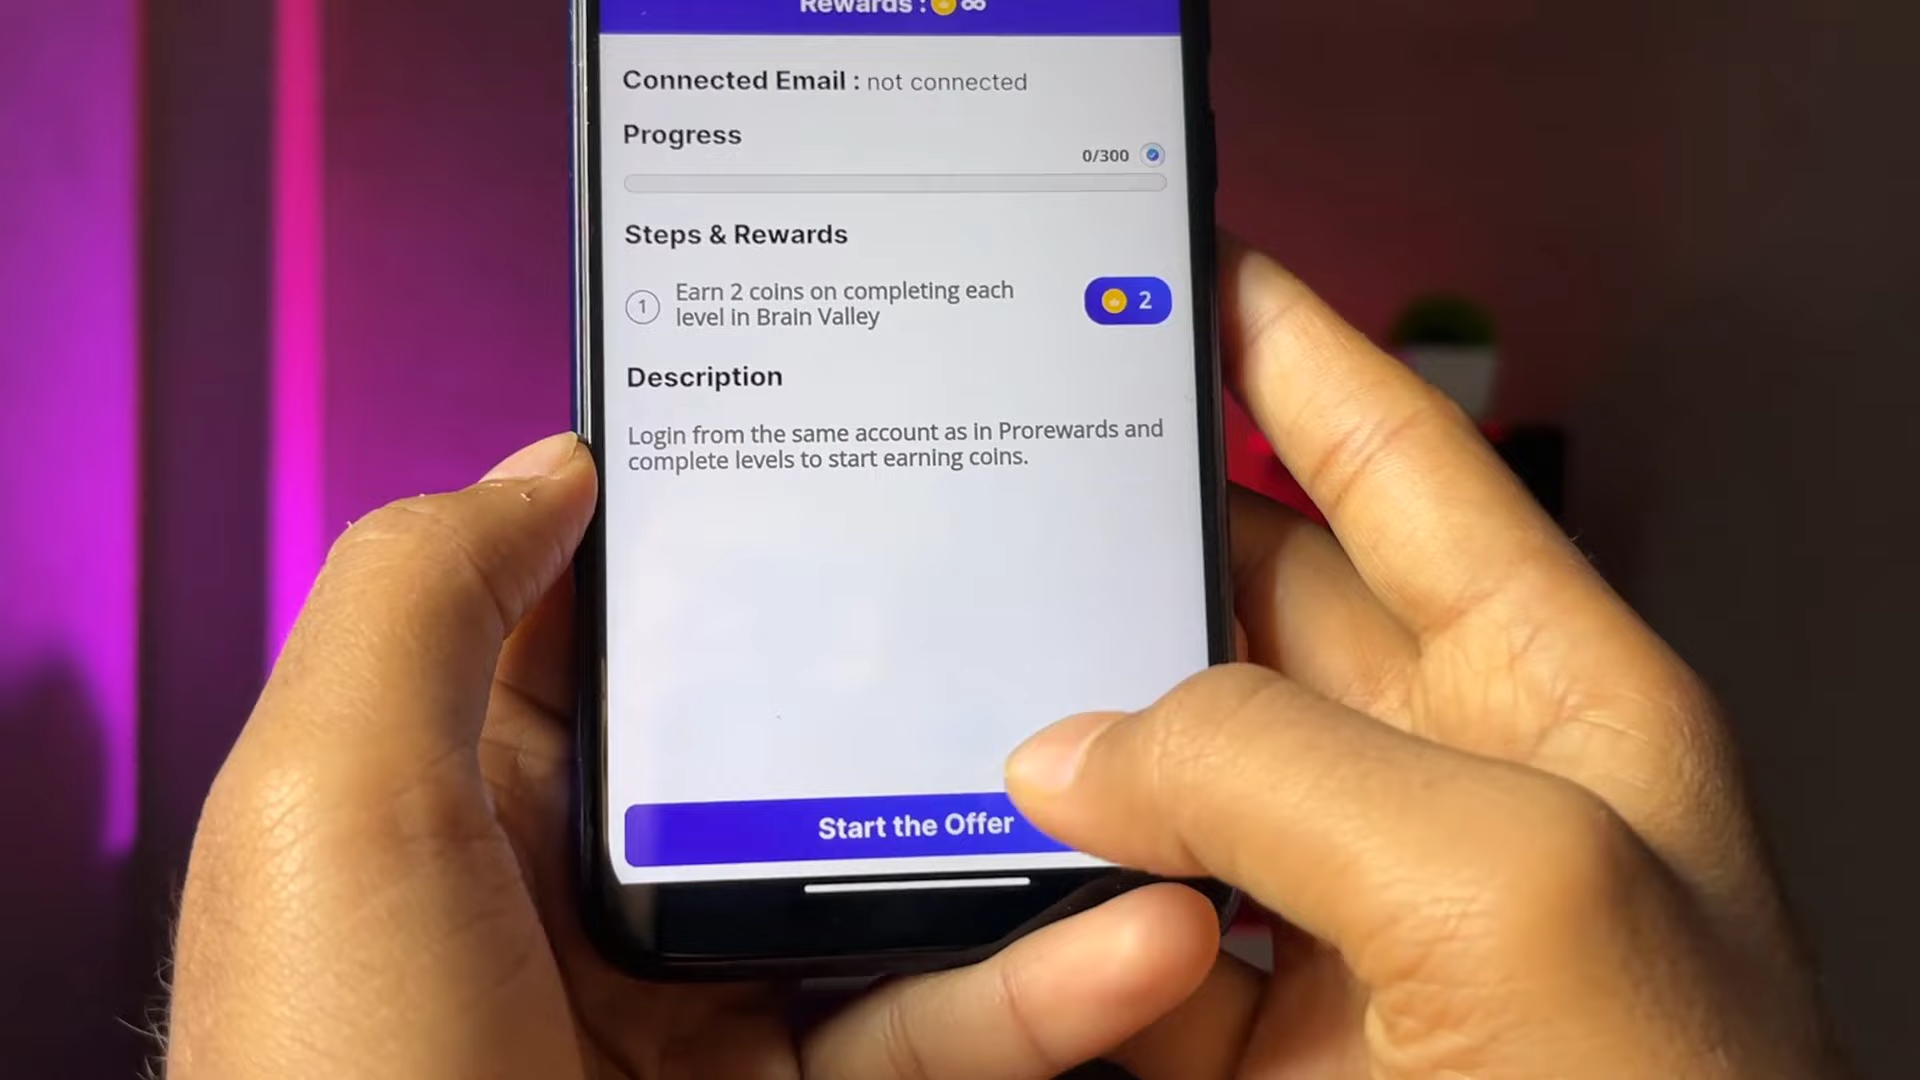 Rewards : ∞
Connected Email : not connected
Progress
0/300
Steps & Rewards
1 Earn 2 coins on completing each
level in Brain Valley
2
Description
Login from the same account as in Prorewards and
complete levels to start earning coins.
Start the Offer